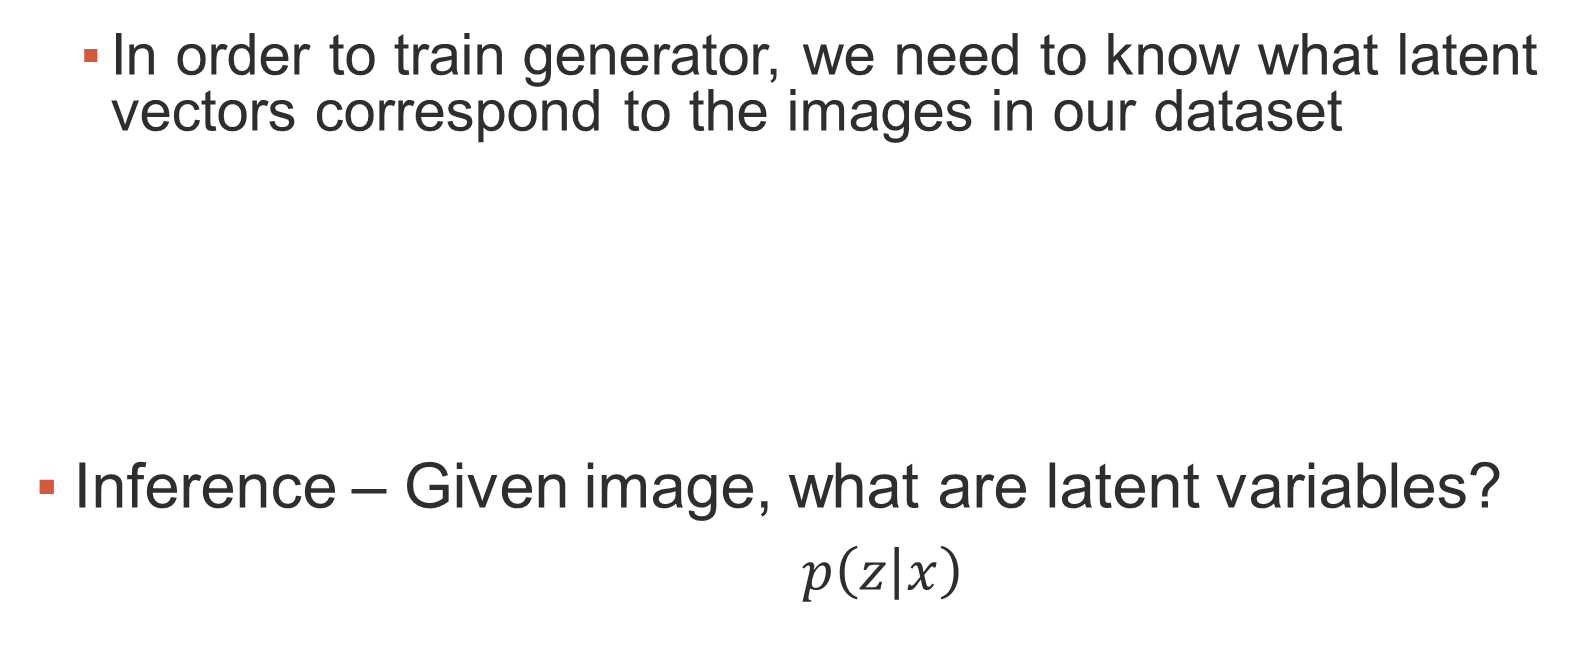 ▪ In order to train generator, we need to know what latent
vectors correspond to the images in our dataset
▪ Inference – Given image, what are latent variables?
p(z|x)